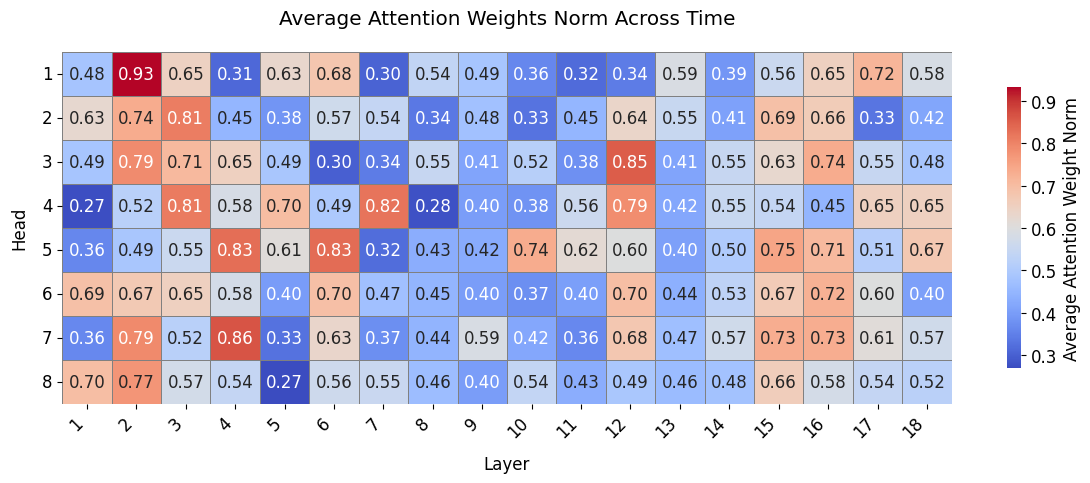 Average Attention Weights Norm Across Time
1 0.48 0.93 0.65 0.31 0.63 0.68 0.30 0.54 0.49 0.36 0.32 0.34 0.59 0.39 0.56 0.65 0.72 0.58
2 0.63 0.74 0.81 0.45 0.38 0.57 0.54 0.34 0.48 0.33 0.45 0.64 0.55 0.41 0.69 0.66 0.33 0.42
3 0.49 0.79 0.71 0.65 0.49 0.30 0.34 0.55 0.41 0.52 0.38 0.85 0.41 0.55 0.63 0.74 0.55 0.48
4 0.27 0.52 0.81 0.58 0.70 0.49 0.82 0.28 0.40 0.38 0.56 0.79 0.42 0.55 0.54 0.45 0.65 0.65
5 0.36 0.49 0.55 0.83 0.61 0.83 0.32 0.43 0.42 0.74 0.62 0.60 0.40 0.50 0.75 0.71 0.51 0.67
6 0.69 0.67 0.65 0.58 0.40 0.70 0.47 0.45 0.40 0.37 0.40 0.70 0.44 0.53 0.67 0.72 0.60 0.40
7 0.36 0.79 0.52 0.86 0.33 0.63 0.37 0.44 0.59 0.42 0.36 0.68 0.47 0.57 0.73 0.73 0.61 0.57
8 0.70 0.77 0.57 0.54 0.27 0.56 0.55 0.46 0.40 0.54 0.43 0.49 0.46 0.48 0.66 0.58 0.54 0.52
1 2 3 4 5 6 7 8 9 10 11 12 13 14 15 16 17 18
Layer
Head
0.9
0.8
0.7
0.6
0.5
0.4
0.3
Average Attention Weight Norm